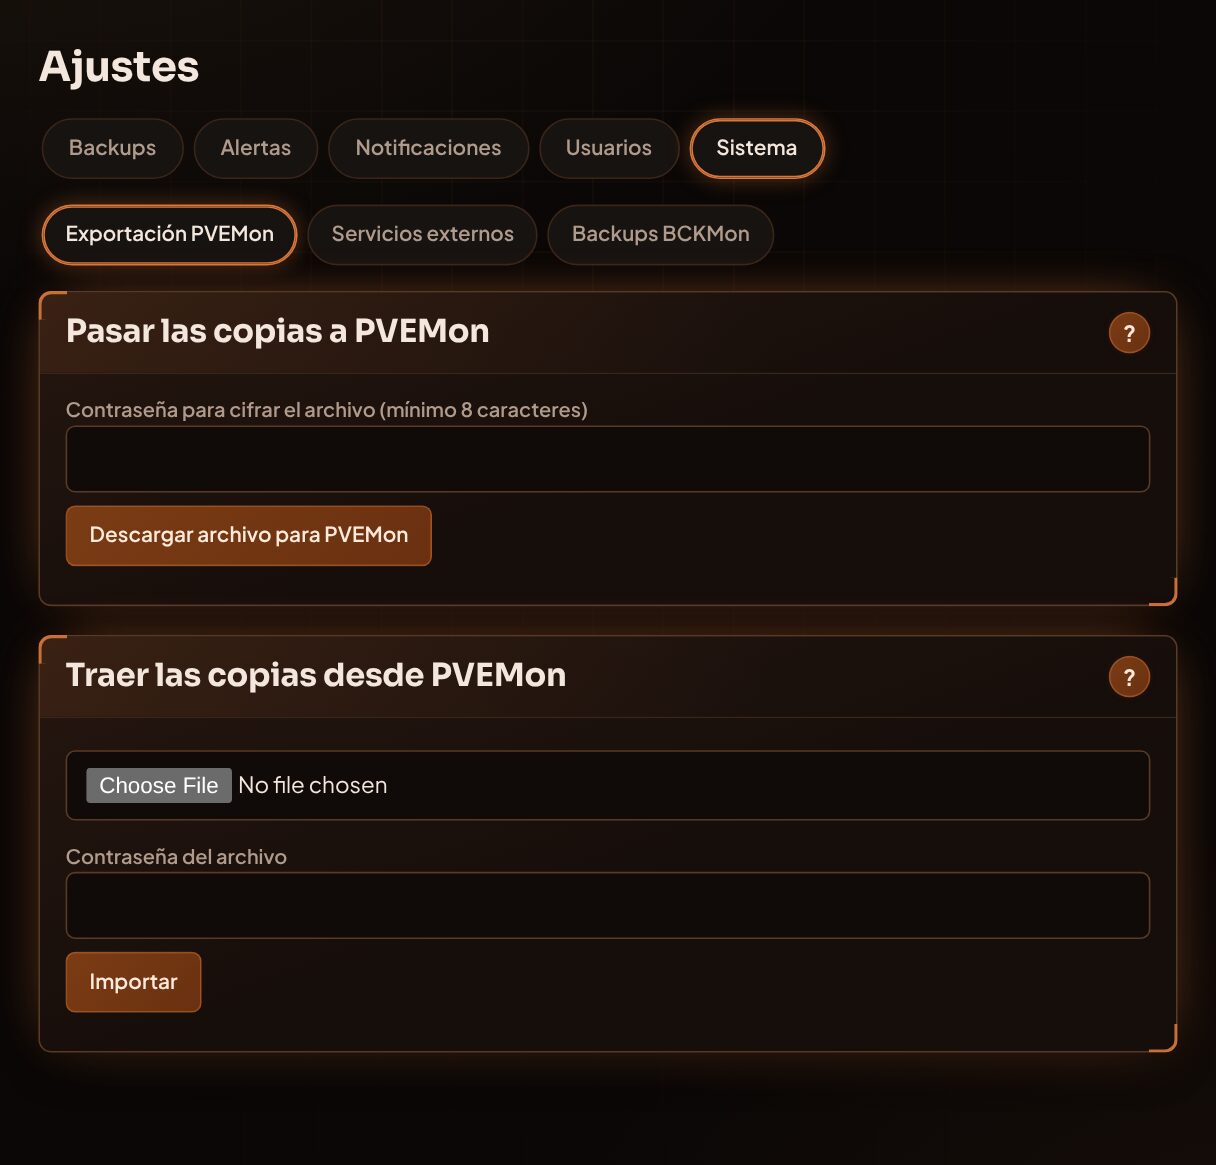 Ajustes
Backups Alertas Notificaciones Usuarios Sistema
Exportación PVEMon Servicios externos Backups BCKMon
Pasar las copias a PVEMon ?
Contraseña para cifrar el archivo (mínimo 8 caracteres)
Descargar archivo para PVEMon
Traer las copias desde PVEMon ?
Choose File No file chosen
Contraseña del archivo
Importar